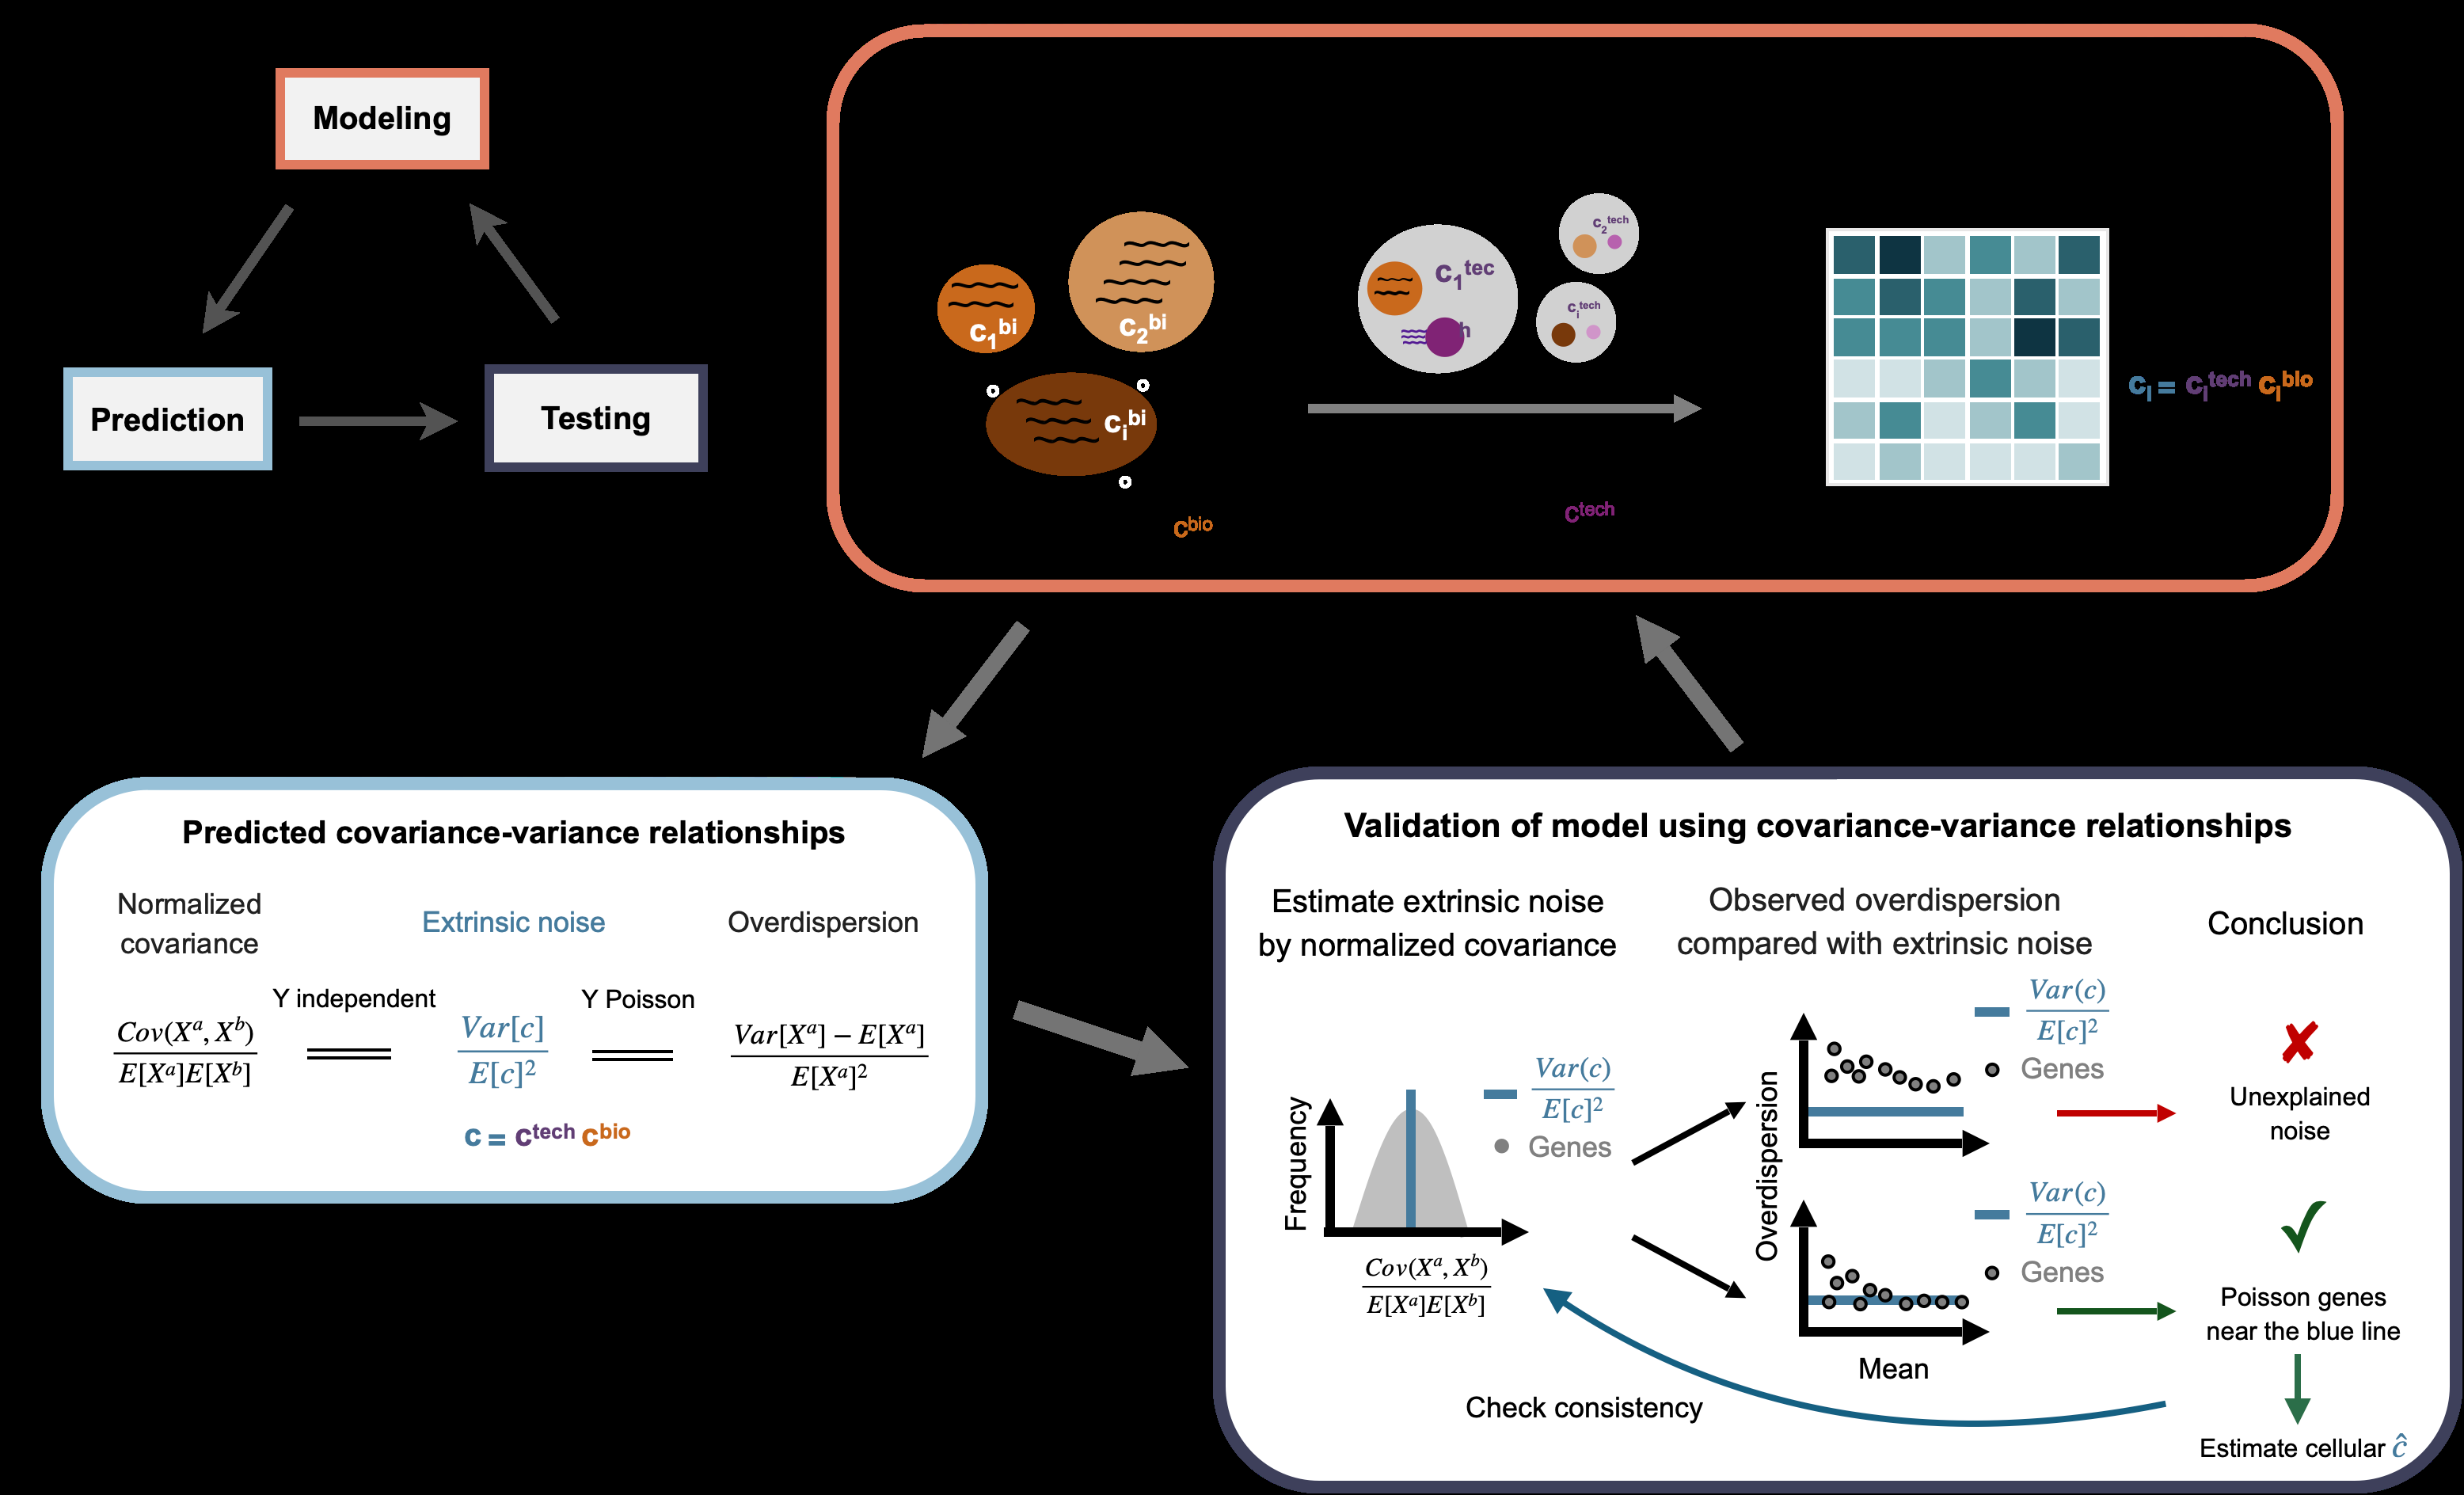 Modeling
Prediction
Testing
c₁ᵇⁱ
c₂ᵇⁱ
o
o
cᵢᵇⁱ
o
cᵇⁱᵒ
c₁ᵗᵉᶜ
h
c₂ᵗᵉᶜʰ
cᵢᵗᵉᶜʰ
cᵗᵉᶜʰ
cᵢ = cᵢᵗᵉᶜʰ cᵢᵇⁱᵒ
Predicted covariance-variance relationships
Normalized
covariance
Extrinsic noise
Overdispersion
Y independent
Y Poisson
Cov(Xᵃ, Xᵇ)
E[Xᵃ]E[Xᵇ]
Var[c]
E[c]²
Var[Xᵃ] − E[Xᵃ]
E[Xᵃ]²
c = cᵗᵉᶜʰ cᵇⁱᵒ
Validation of model using covariance-variance relationships
Estimate extrinsic noise
by normalized covariance
Observed overdispersion
compared with extrinsic noise
Conclusion
Frequency
Var(c)
E[c]²
Genes
Cov(Xᵃ, Xᵇ)
E[Xᵃ]E[Xᵇ]
Overdispersion
Var(c)
E[c]²
Genes
Unexplained
noise
Var(c)
E[c]²
Genes
Mean
Poisson genes
near the blue line
Check consistency
Estimate cellular ĉ